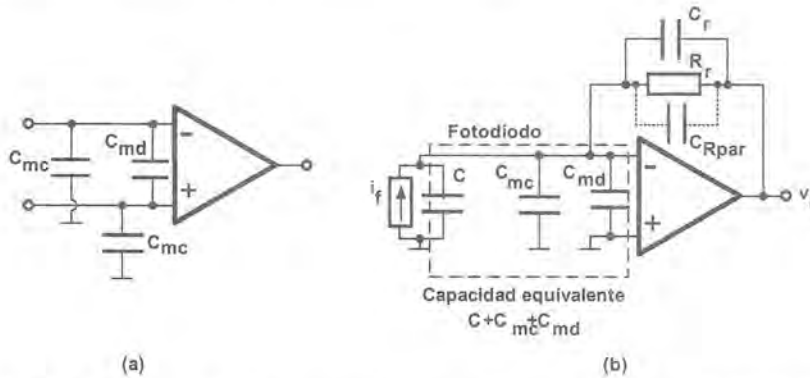 C_mc
C_md
-
+
C_mc
(a)
C_r
R_r
C_Rpar
Fotodiodo
i_f
C
C_mc
C_md
-
+
v
Capacidad equivalente
C+C_mc+C_md
(b)